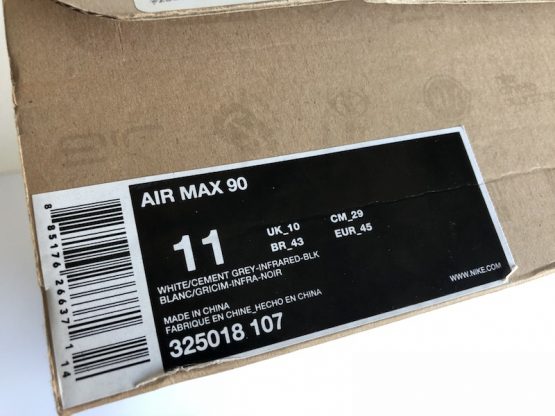 AIR MAX 90
11
UK_10
CM_29
BR_43
EUR_45
WHITE/CEMENT GREY-INFRARED-BLK
BLANC/GRICIM-INFRA-NOIR
MADE IN CHINA
FABRIQUE EN CHINE_HECHO EN CHINA
325018 107
WWW.NIKE.COM